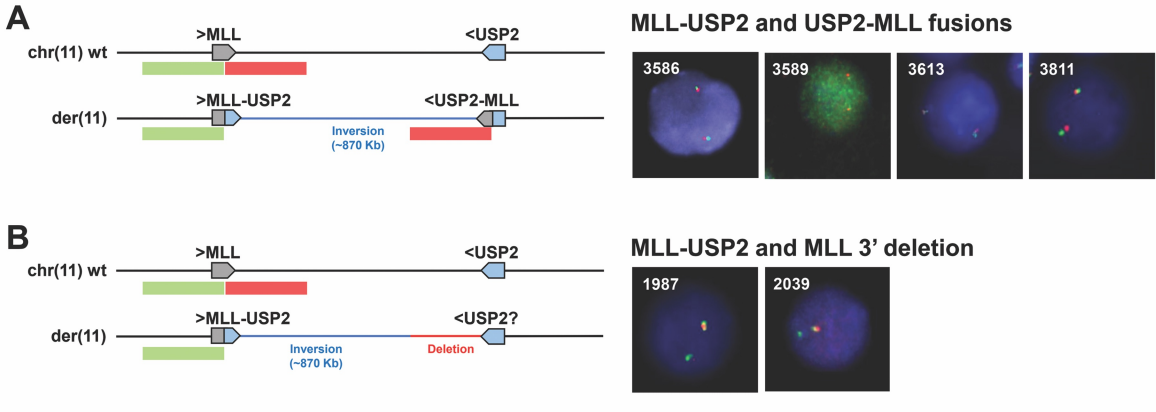 A
>MLL
<USP2
MLL-USP2 and USP2-MLL fusions
chr(11) wt
3586
3589
3613
3811
>MLL-USP2
<USP2-MLL
der(11)
Inversion
(~870 Kb)
B
>MLL
<USP2
MLL-USP2 and MLL 3’ deletion
chr(11) wt
1987
2039
>MLL-USP2
<USP2?
der(11)
Inversion
(~870 Kb)
Deletion